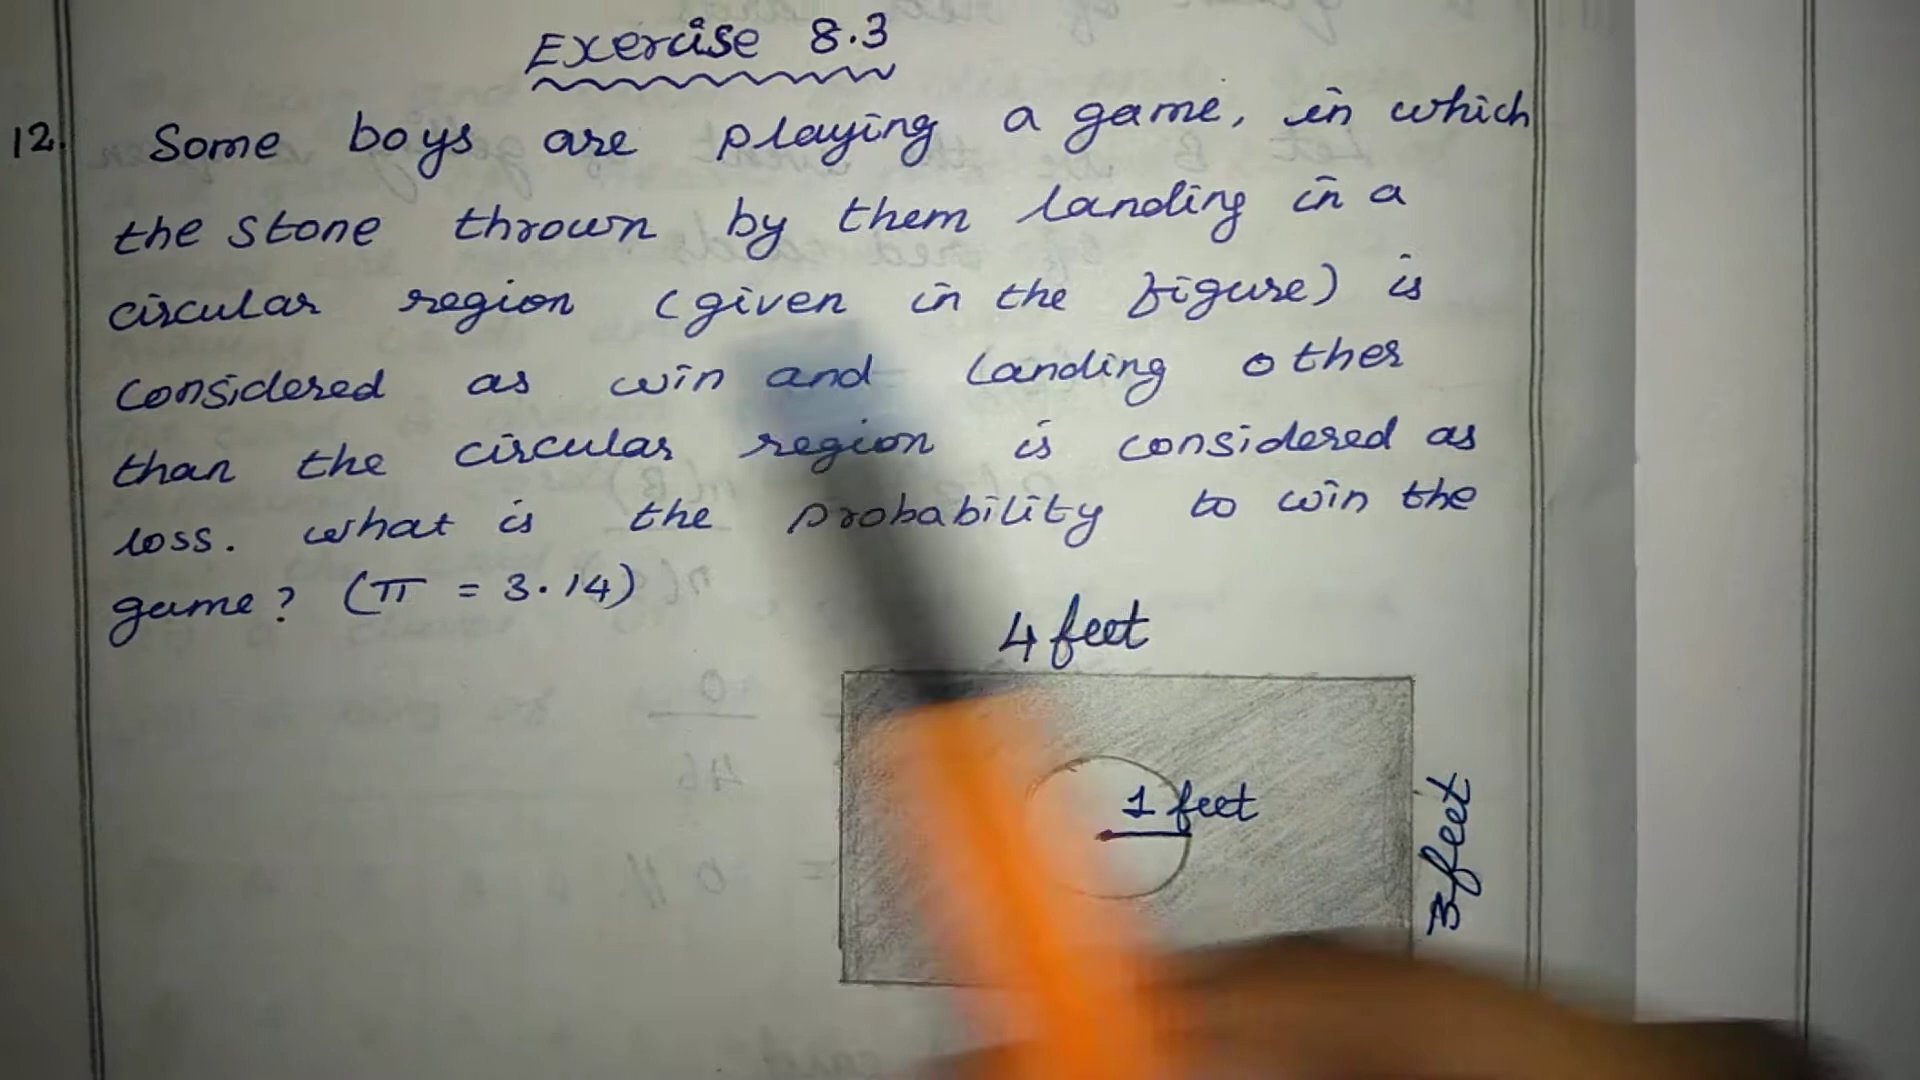 Exercise 8.3
12. Some boys are playing a game, in which
the stone thrown by them landing in a
circular region (given in the figure) is
considered as win and landing other
than the circular region is considered as
loss. what is the probability to win the
game? (π = 3.14)
4 feet
1 feet
3 feet